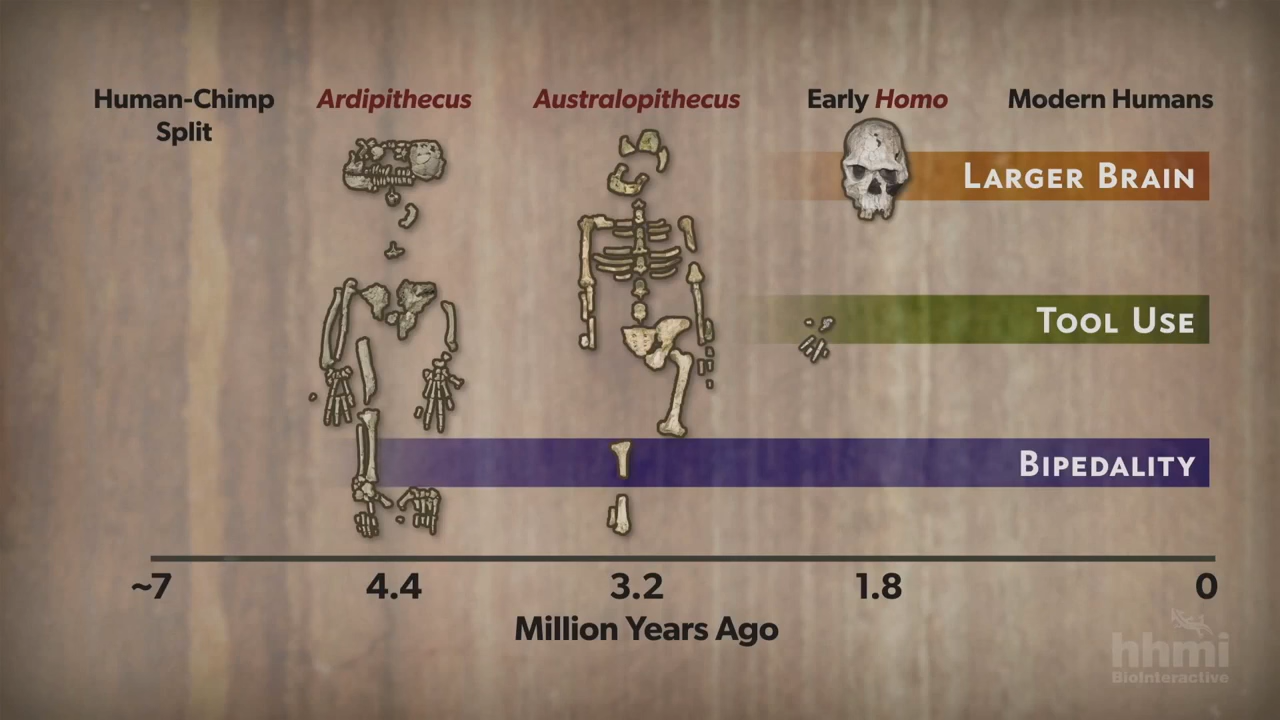 Human-Chimp
Split
Ardipithecus
Australopithecus
Early Homo
Modern Humans
LARGER BRAIN
TOOL USE
BIPEDALITY
~7
4.4
3.2
1.8
0
Million Years Ago
hhmi
BioInteractive